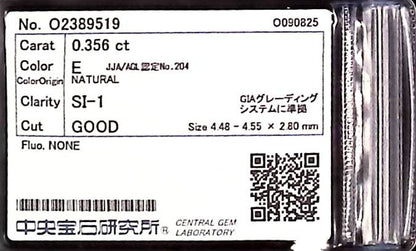 No. O2389519 O090825
Carat 0.356 ct
Color E JJA/AGL認定No.204
ColorOrigin NATURAL
Clarity SI-1 GIAグレーディング
システムに準拠
Cut GOOD Size 4.48 - 4.55 × 2.80 mm
Fluo. NONE
中央宝石研究所® CENTRAL GEM
LABORATORY